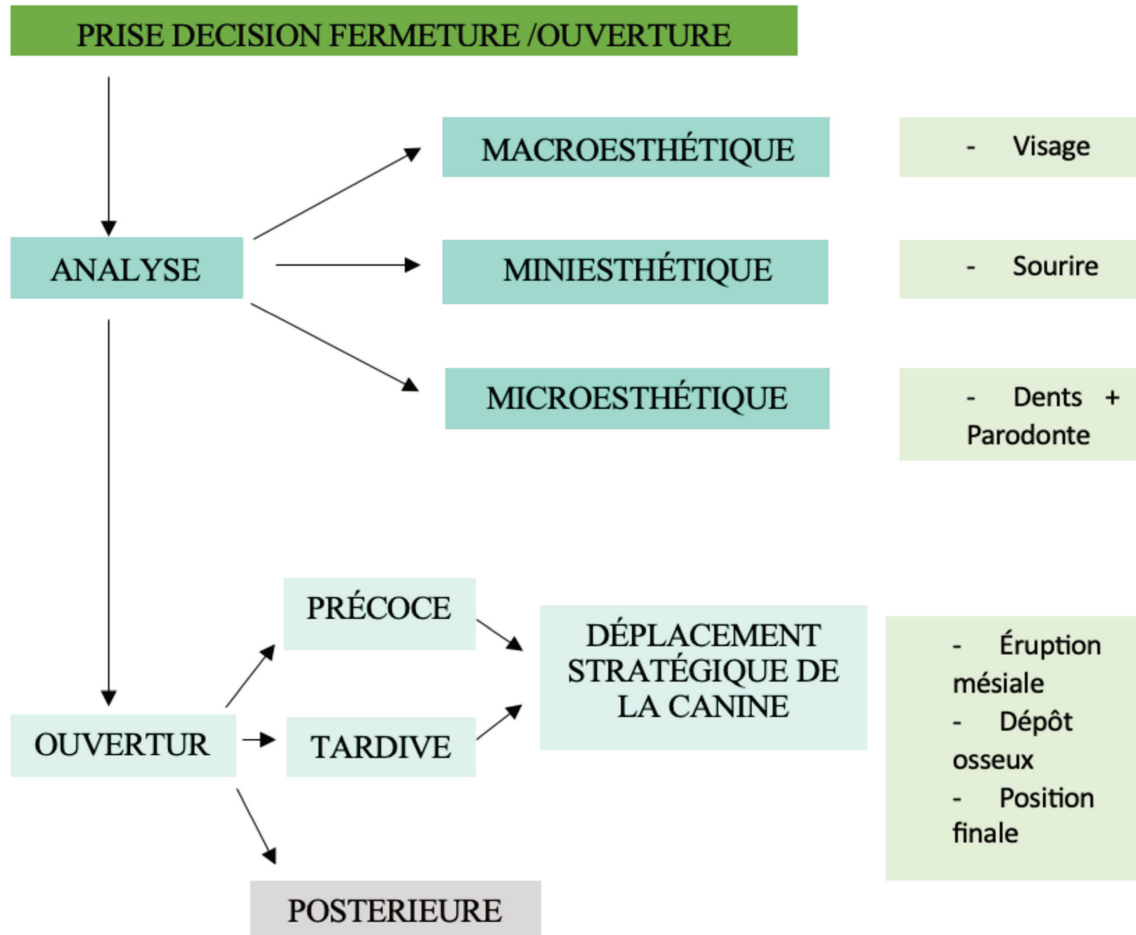 PRISE DECISION FERMETURE /OUVERTURE
MACROESTHÉTIQUE
- Visage
ANALYSE
MINIESTHÉTIQUE
- Sourire
MICROESTHÉTIQUE
- Dents +
Parodonte
PRÉCOCE
DÉPLACEMENT
STRATÉGIQUE DE
LA CANINE
- Éruption
mésiale
- Dépôt
osseux
- Position
finale
OUVERTUR
TARDIVE
POSTERIEURE